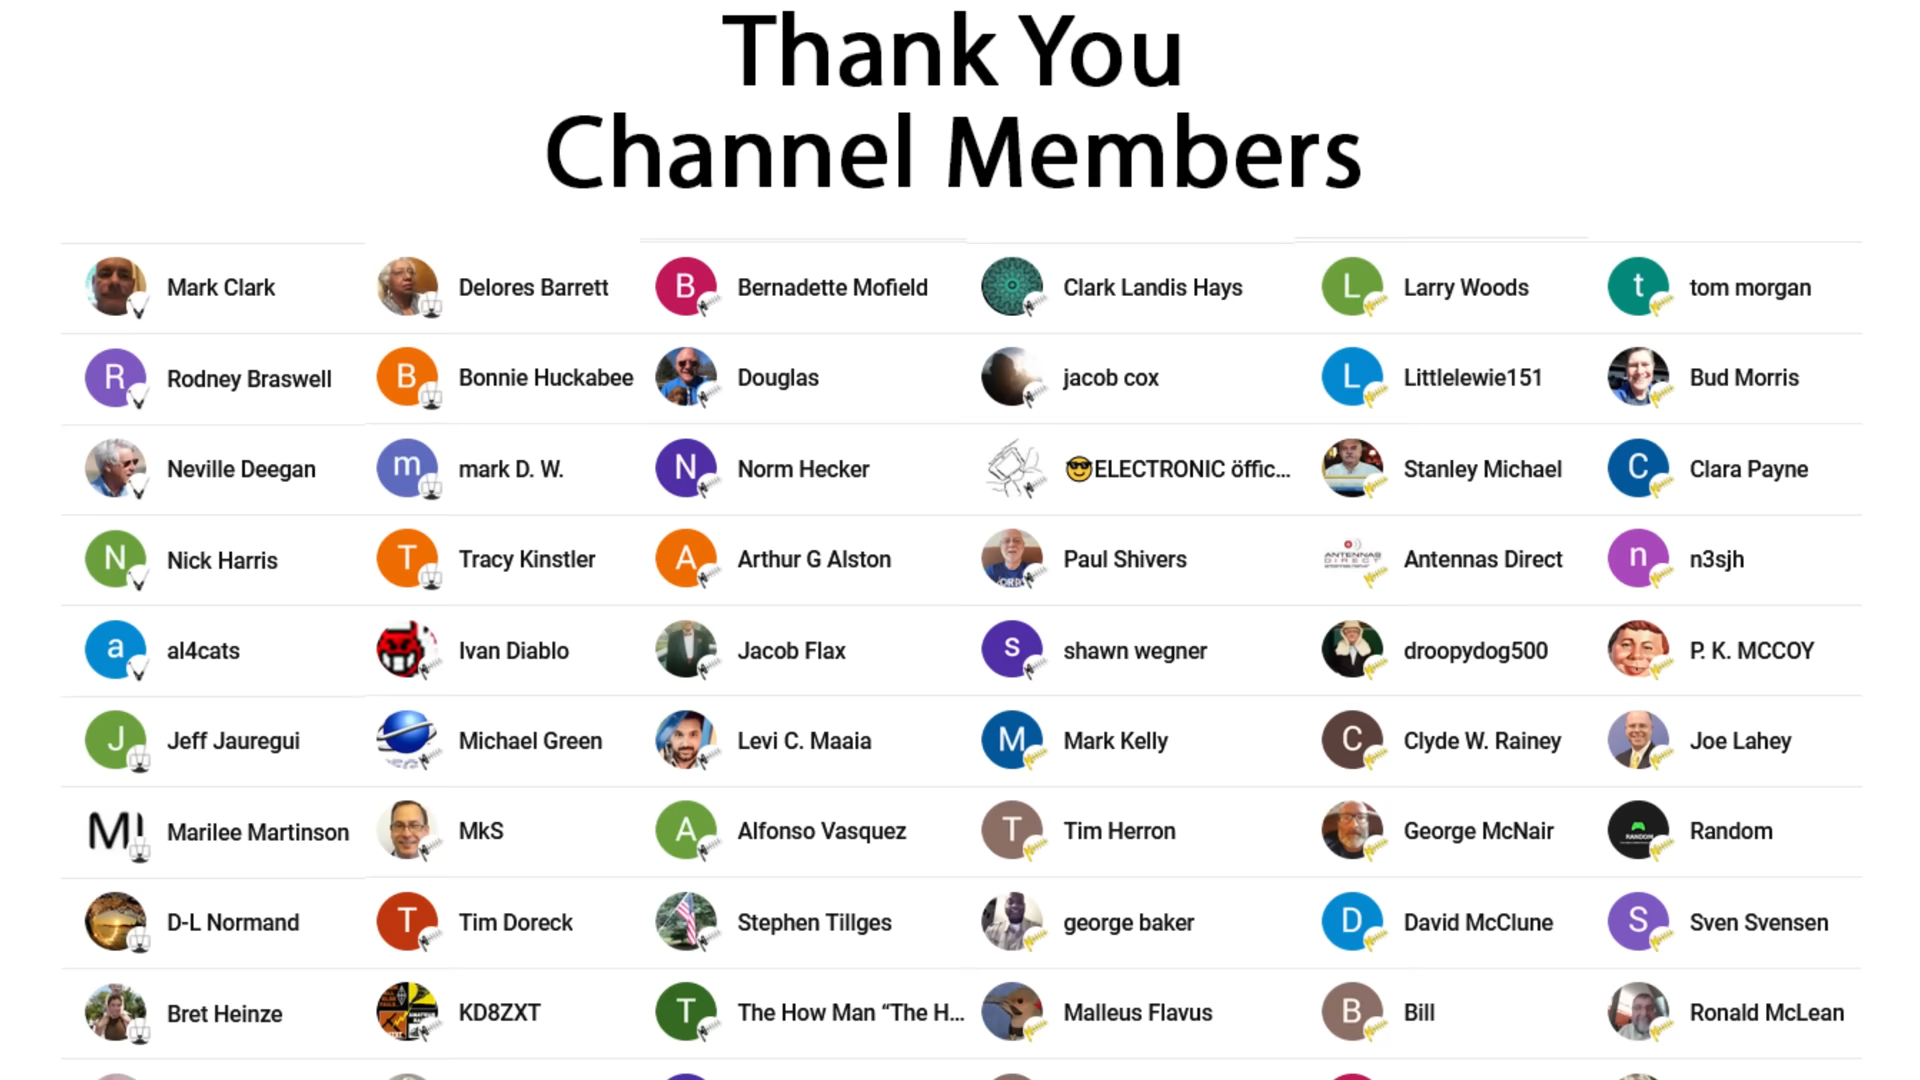 Thank You
Channel Members
Mark Clark
Delores Barrett
B Bernadette Mofield
Clark Landis Hays
L Larry Woods
t tom morgan
R Rodney Braswell
B Bonnie Huckabee
Douglas
jacob cox
L Littlelewie151
Bud Morris
Neville Deegan
m mark D. W.
N Norm Hecker
😎ELECTRONIC öffic...
Stanley Michael
C Clara Payne
N Nick Harris
T Tracy Kinstler
A Arthur G Alston
Paul Shivers
ANTENNAS DIRECT Antennas Direct
n n3sjh
a al4cats
Ivan Diablo
Jacob Flax
s shawn wegner
droopydog500
P. K. MCCOY
J Jeff Jauregui
Michael Green
Levi C. Maaia
M Mark Kelly
C Clyde W. Rainey
Joe Lahey
Marilee Martinson
MkS
A Alfonso Vasquez
T Tim Herron
George McNair
RANDOM Random
D-L Normand
T Tim Doreck
Stephen Tillges
george baker
D David McClune
S Sven Svensen
Bret Heinze
KD8ZXT
T The How Man “The H...
Malleus Flavus
B Bill
Ronald McLean